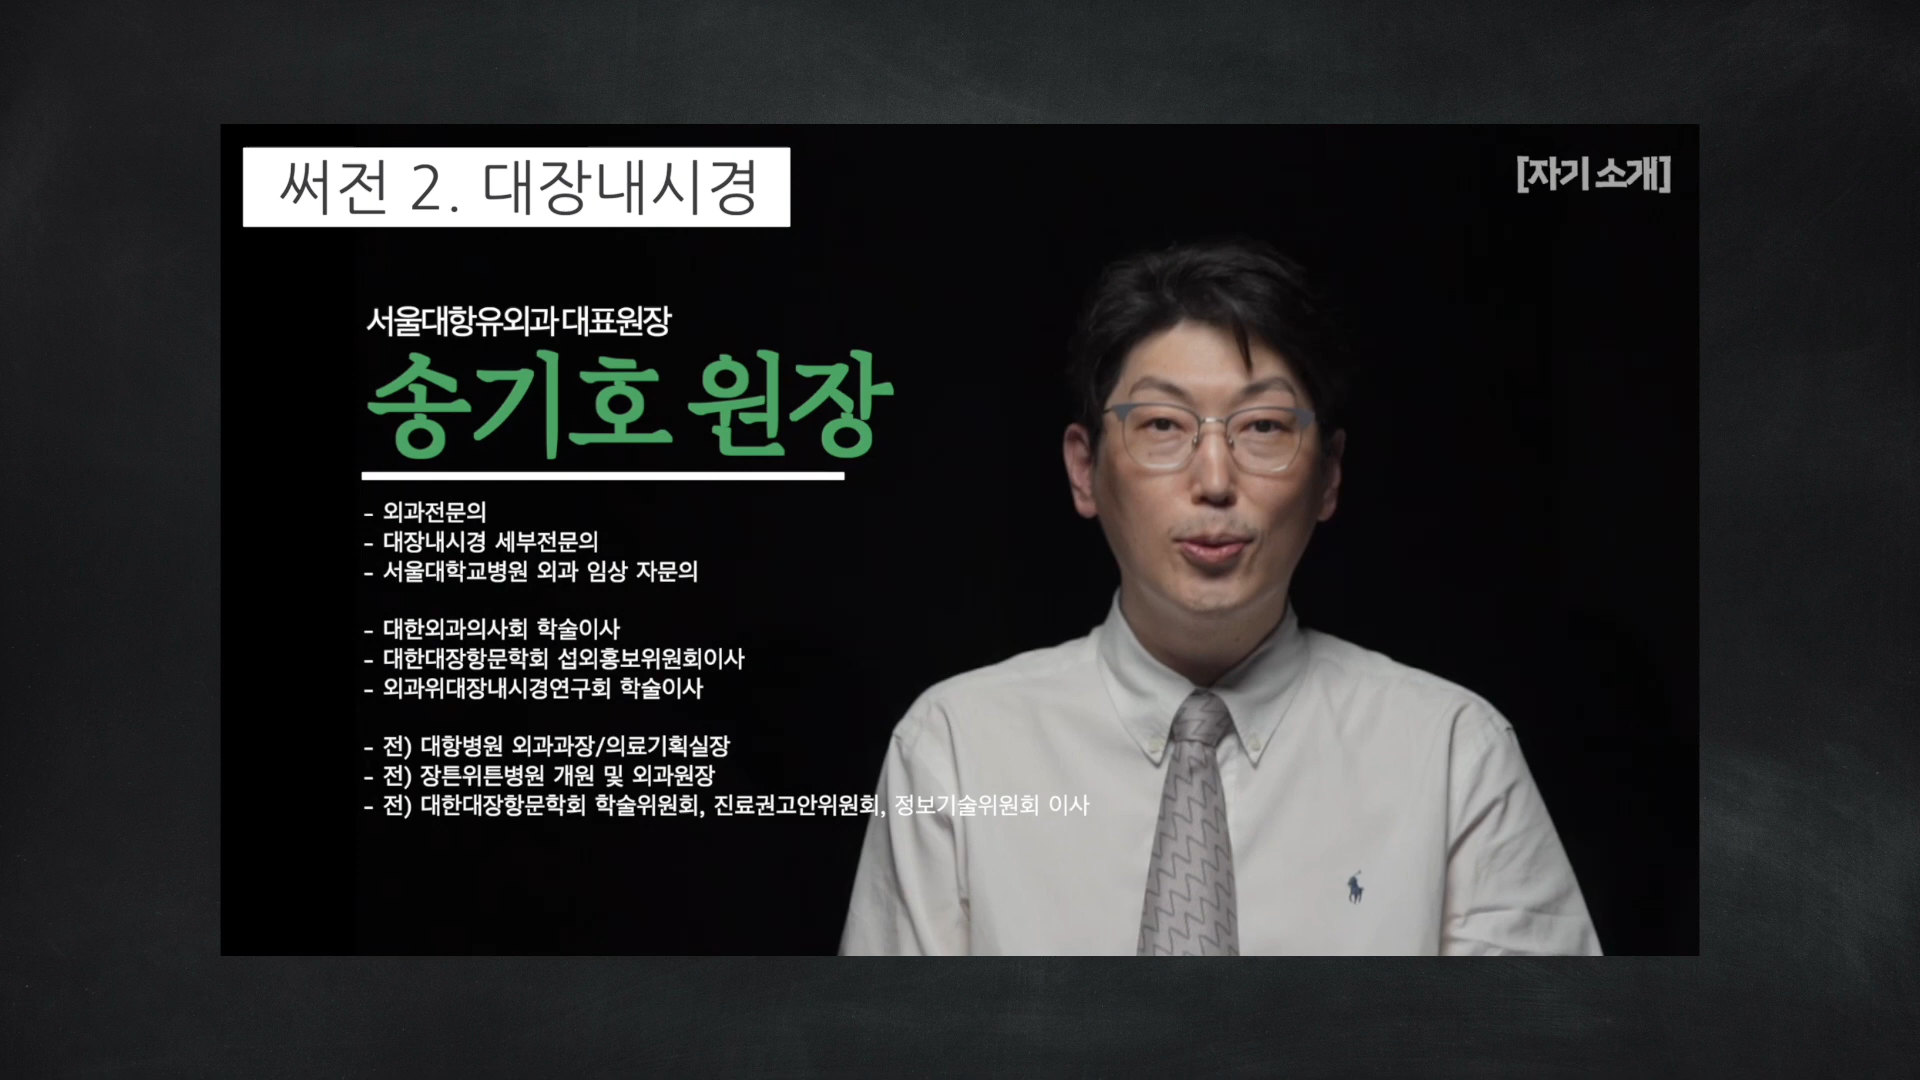 써전 2. 대장내시경
[자기 소개]
서울대항유외과 대표원장
송기호 원장
- 외과전문의
- 대장내시경 세부전문의
- 서울대학교병원 외과 임상 자문의
- 대한외과의사회 학술이사
- 대한대장항문학회 섭외홍보위원회이사
- 외과위대장내시경연구회 학술이사
- 전) 대항병원 외과과장/의료기획실장
- 전) 장튼위튼병원 개원 및 외과원장
- 전) 대한대장항문학회 학술위원회, 진료권고안위원회, 정보기술위원회 이사